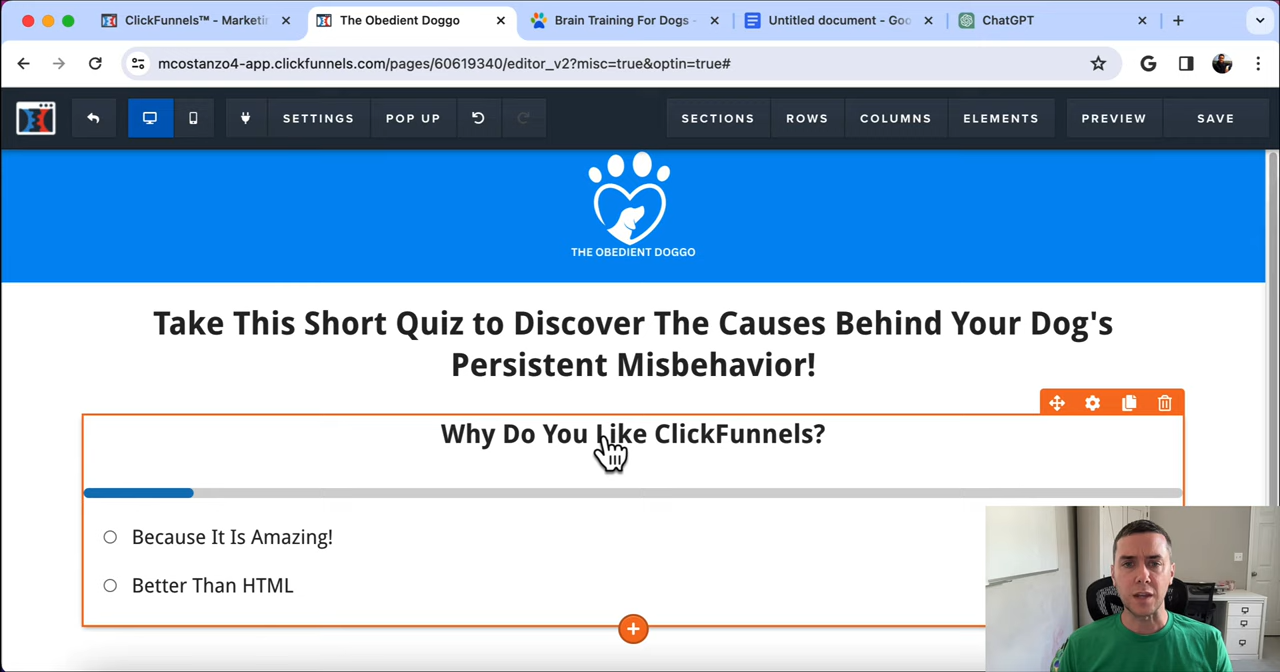 ClickFunnels™ - Marketin
The Obedient Doggo
Brain Training For Dogs -
Untitled document - Goo
ChatGPT
mcostanzo4-app.clickfunnels.com/pages/60619340/editor_v2?misc=true&optin=true#
SETTINGS
POP UP
SECTIONS
ROWS
COLUMNS
ELEMENTS
PREVIEW
SAVE
THE OBEDIENT DOGGO
Take This Short Quiz to Discover The Causes Behind Your Dog's
Persistent Misbehavior!
Why Do You Like ClickFunnels?
Because It Is Amazing!
Better Than HTML